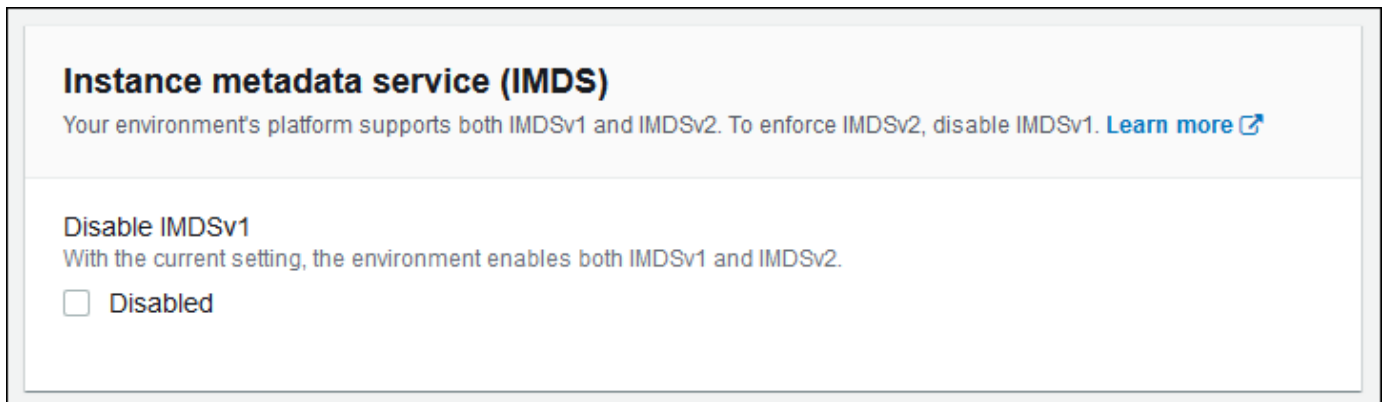 Instance metadata service (IMDS)
Your environment's platform supports both IMDSv1 and IMDSv2. To enforce IMDSv2, disable IMDSv1. Learn more
Disable IMDSv1
With the current setting, the environment enables both IMDSv1 and IMDSv2.
Disabled